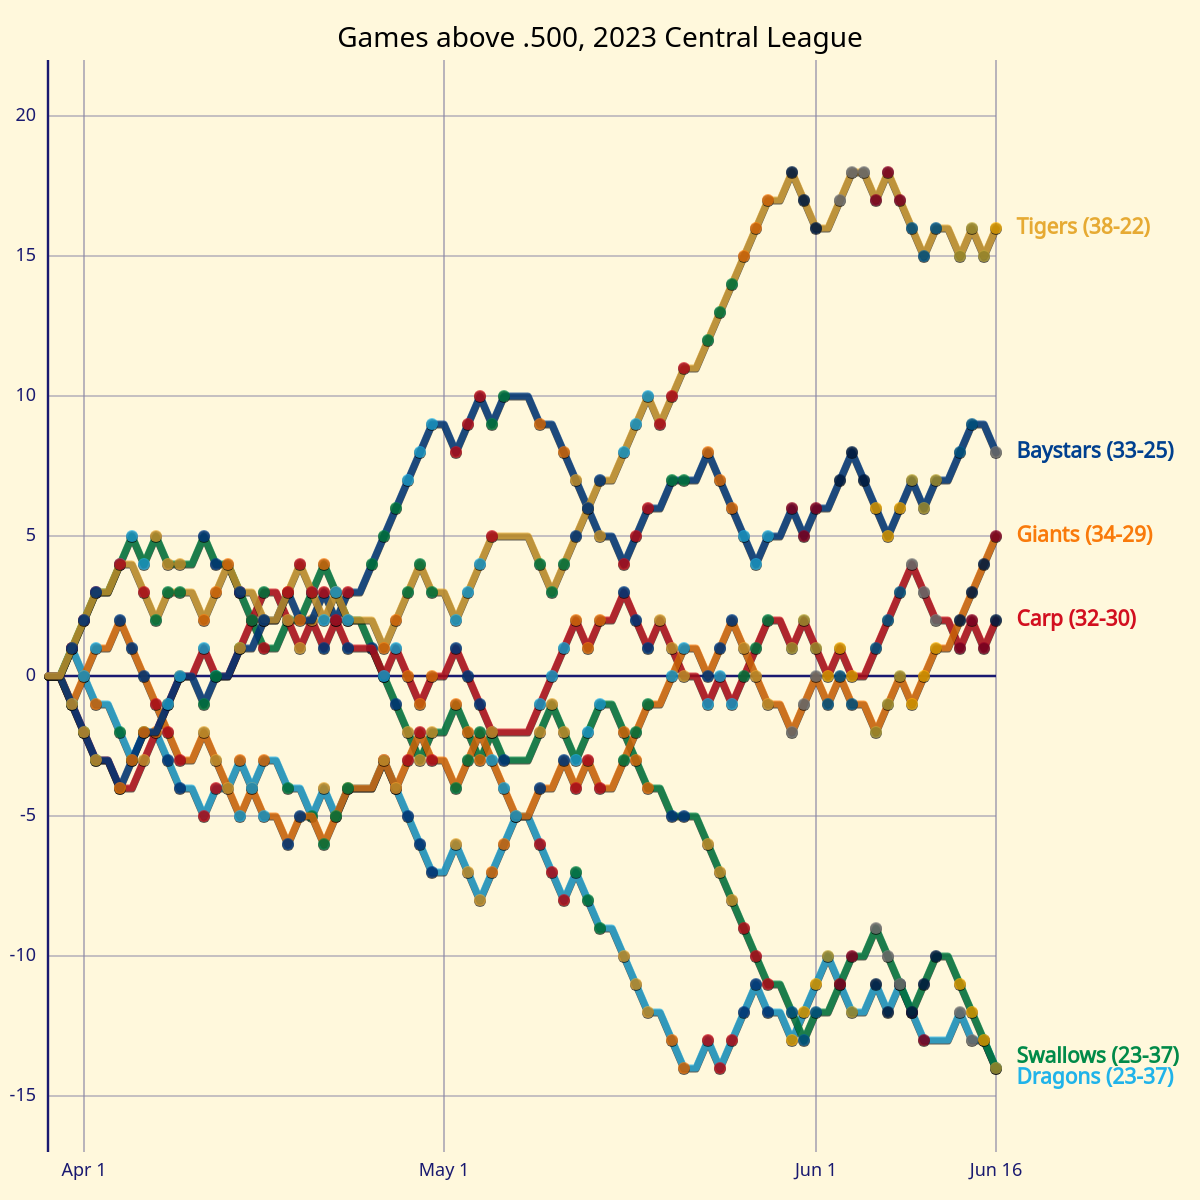 Games above .500, 2023 Central League
20
15
10
5
0
-5
-10
-15
Tigers (38-22)
Baystars (33-25)
Giants (34-29)
Carp (32-30)
Swallows (23-37)
Dragons (23-37)
Apr 1
May 1
Jun 1
Jun 16